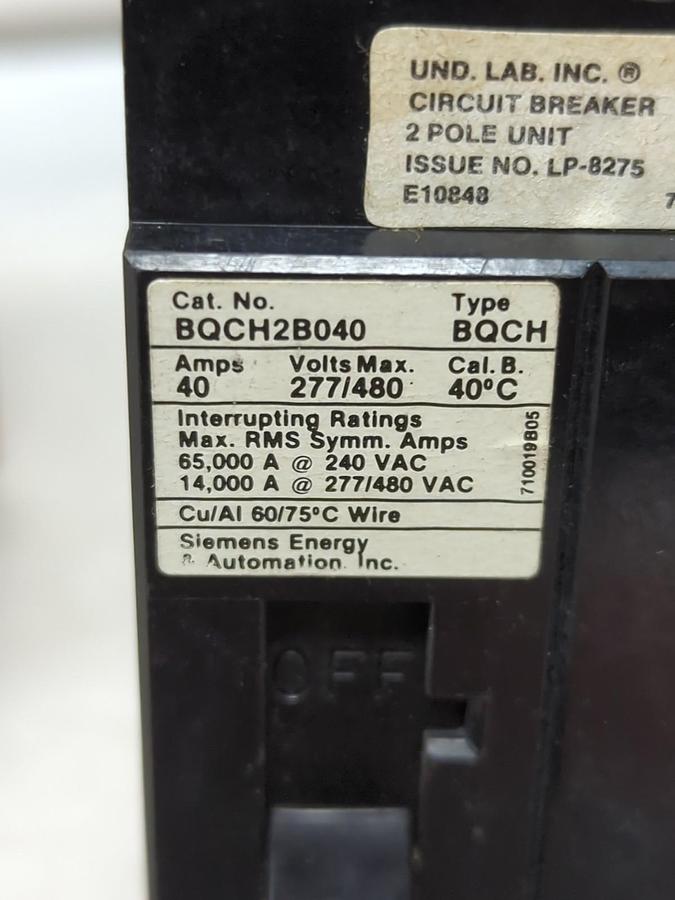 UND. LAB. INC. ®
CIRCUIT BREAKER
2 POLE UNIT
ISSUE NO. LP-8275
E10848 7
Cat. No. Type
BQCH2B040 BQCH
Amps Volts Max. Cal. B.
40 277/480 40°C
Interrupting Ratings
Max. RMS Symm. Amps
65,000 A @ 240 VAC
14,000 A @ 277/480 VAC
710019B05
Cu/Al 60/75°C Wire
Siemens Energy
& Automation Inc.
OFF